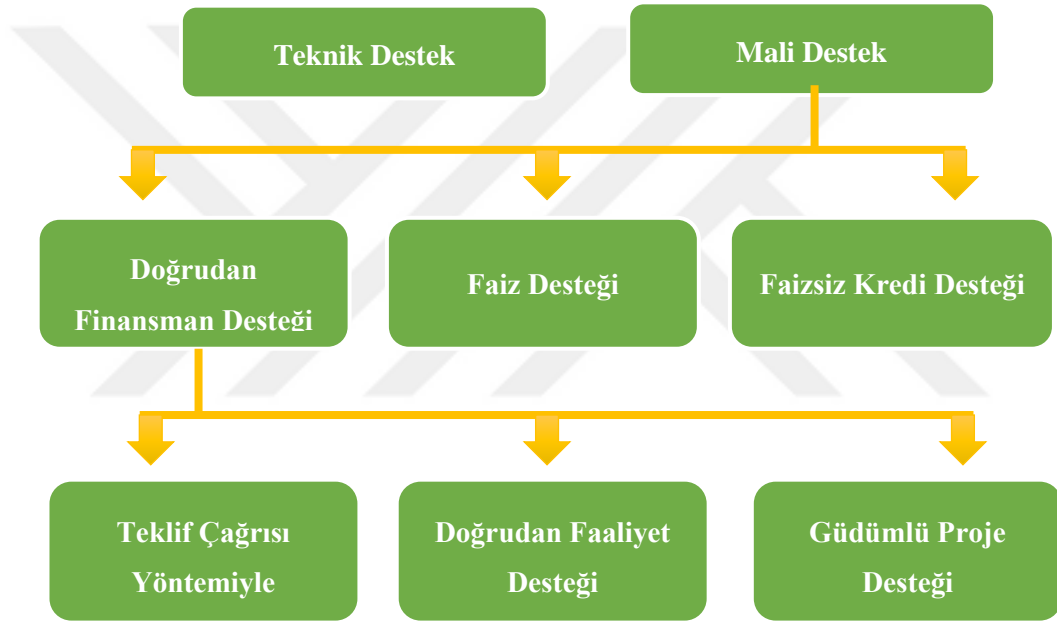 Teknik Destek
Mali Destek
Doğrudan
Finansman Desteği
Faiz Desteği
Faizsiz Kredi Desteği
Teklif Çağrısı
Yöntemiyle
Doğrudan Faaliyet
Desteği
Güdümlü Proje
Desteği